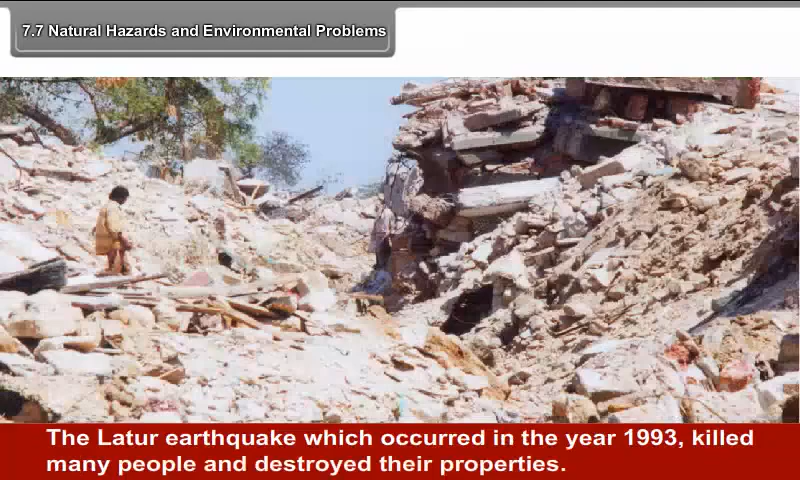 7.7 Natural Hazards and Environmental Problems
The Latur earthquake which occurred in the year 1993, killed
many people and destroyed their properties.